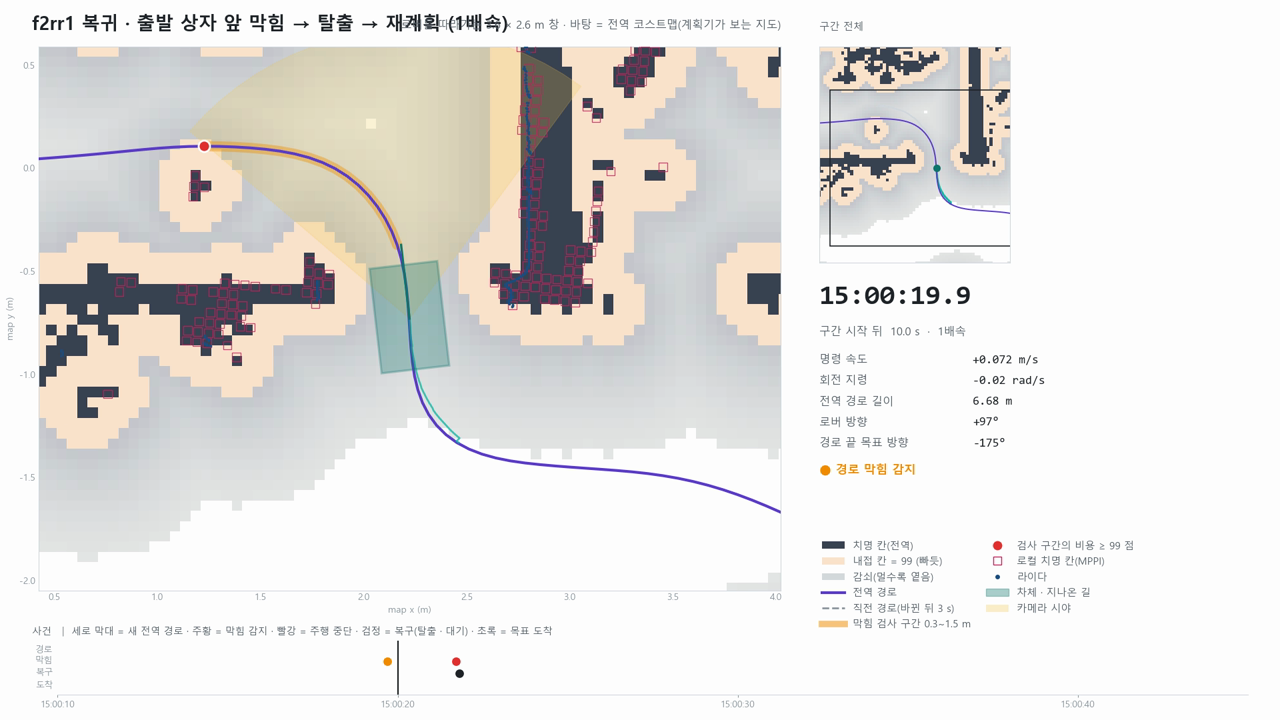 f2rr1 복귀 · 출발 상자 앞 막힘 → 탈출 → 재계획 (1배속)
× 2.6 m 창 · 바탕 = 전역 코스트맵(계획기가 보는 지도)
구간 전체
0.5
0.0
-0.5
-1.0
-1.5
-2.0
map y (m)
0.5
1.0
1.5
2.0
2.5
3.0
3.5
4.0
map x (m)
15:00:19.9
구간 시작 뒤 10.0 s · 1배속
명령 속도 +0.072 m/s
회전 지령 -0.02 rad/s
전역 경로 길이 6.68 m
로버 방향 +97°
경로 끝 목표 방향 -175°
경로 막힘 감지
치명 칸(전역)
내접 칸 = 99 (빠듯)
감쇠(멀수록 옅음)
전역 경로
직전 경로(바뀐 뒤 3 s)
막힘 검사 구간 0.3~1.5 m
검사 구간의 비용 ≥ 99 점
로컬 치명 칸(MPPI)
라이다
차체 · 지나온 길
카메라 시야
사건 | 세로 막대 = 새 전역 경로 · 주황 = 막힘 감지 · 빨강 = 주행 중단 · 검정 = 복구(탈출 · 대기) · 초록 = 목표 도착
경로
막힘
복구
도착
15:00:10
15:00:20
15:00:30
15:00:40